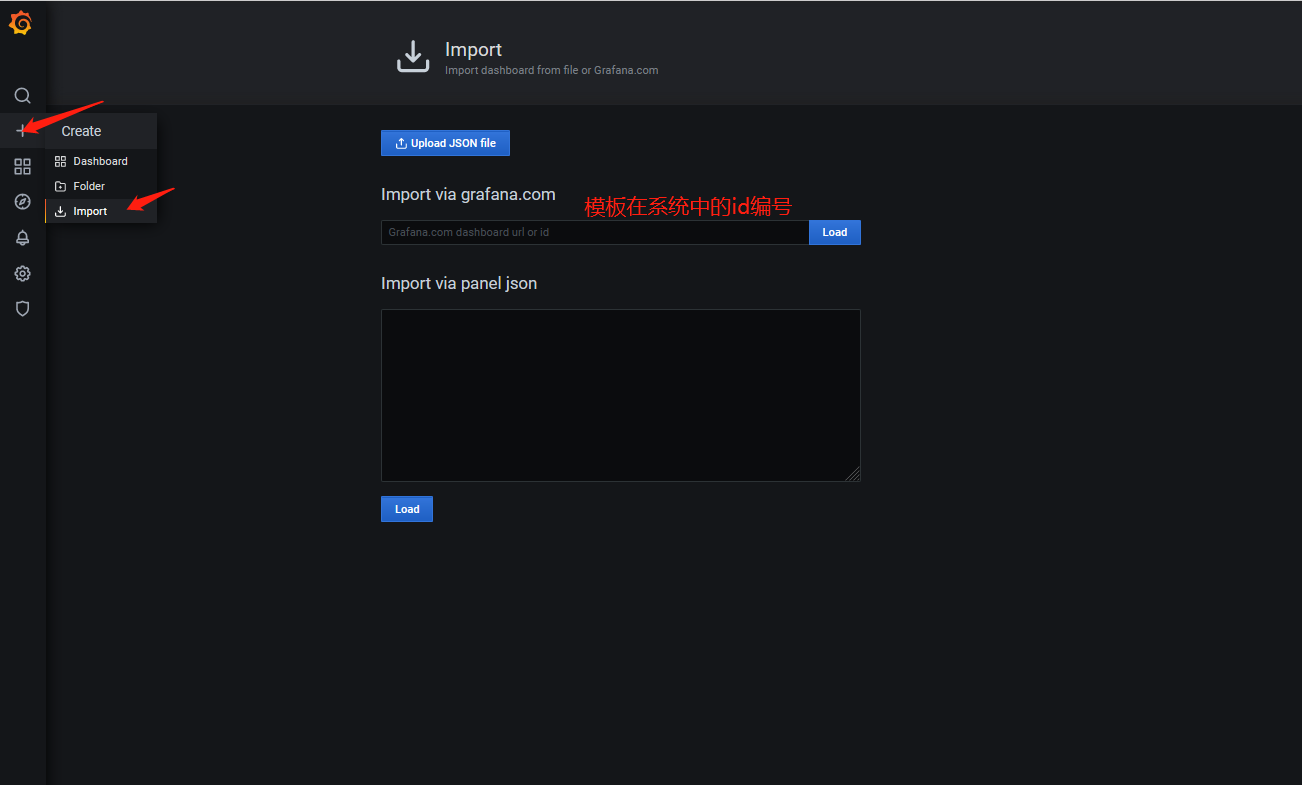 Import
Import dashboard from file or Grafana.com
Create
Dashboard
Folder
Import
Upload JSON file
Import via grafana.com
模板在系统中的id编号
Grafana.com dashboard url or id
Load
Import via panel json
Load